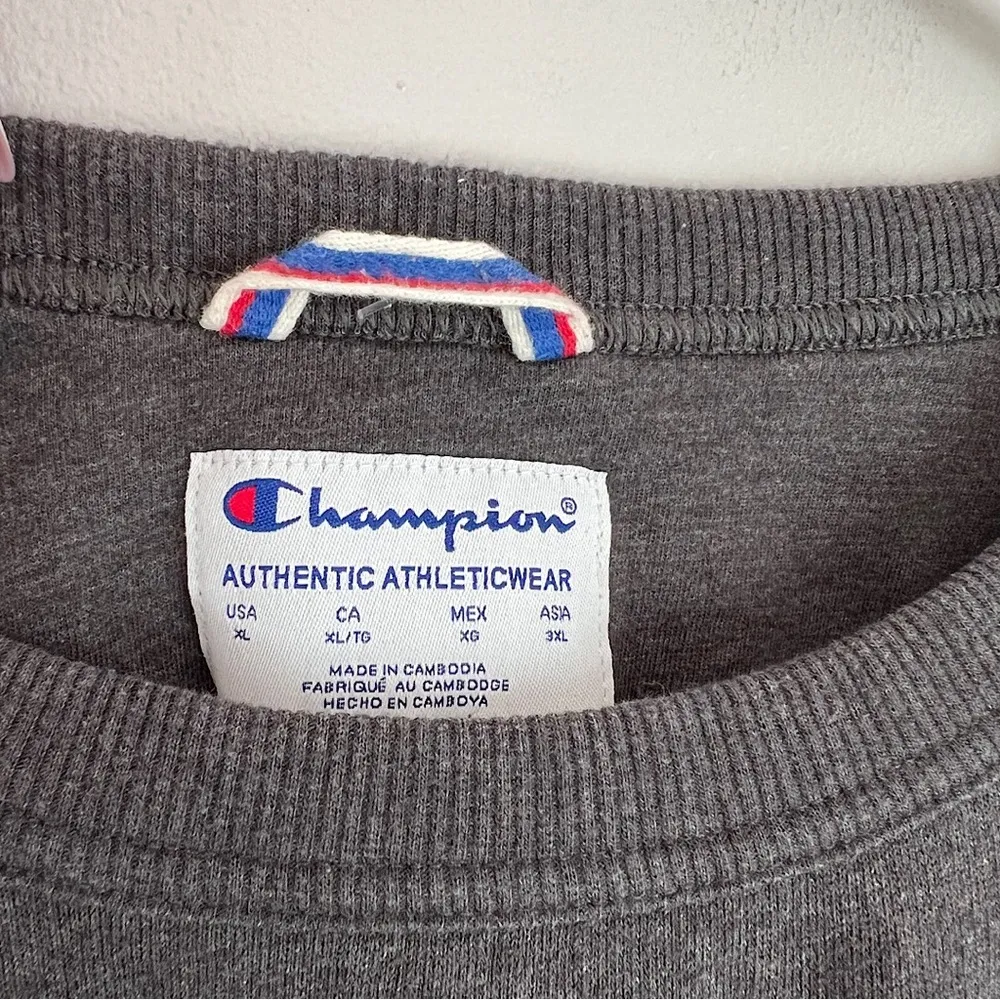 Champion®
AUTHENTIC ATHLETICWEAR
USA CA MEX ASIA
XL XL/TG XG 3XL
MADE IN CAMBODIA
FABRIQUÉ AU CAMBODGE
HECHO EN CAMBOYA